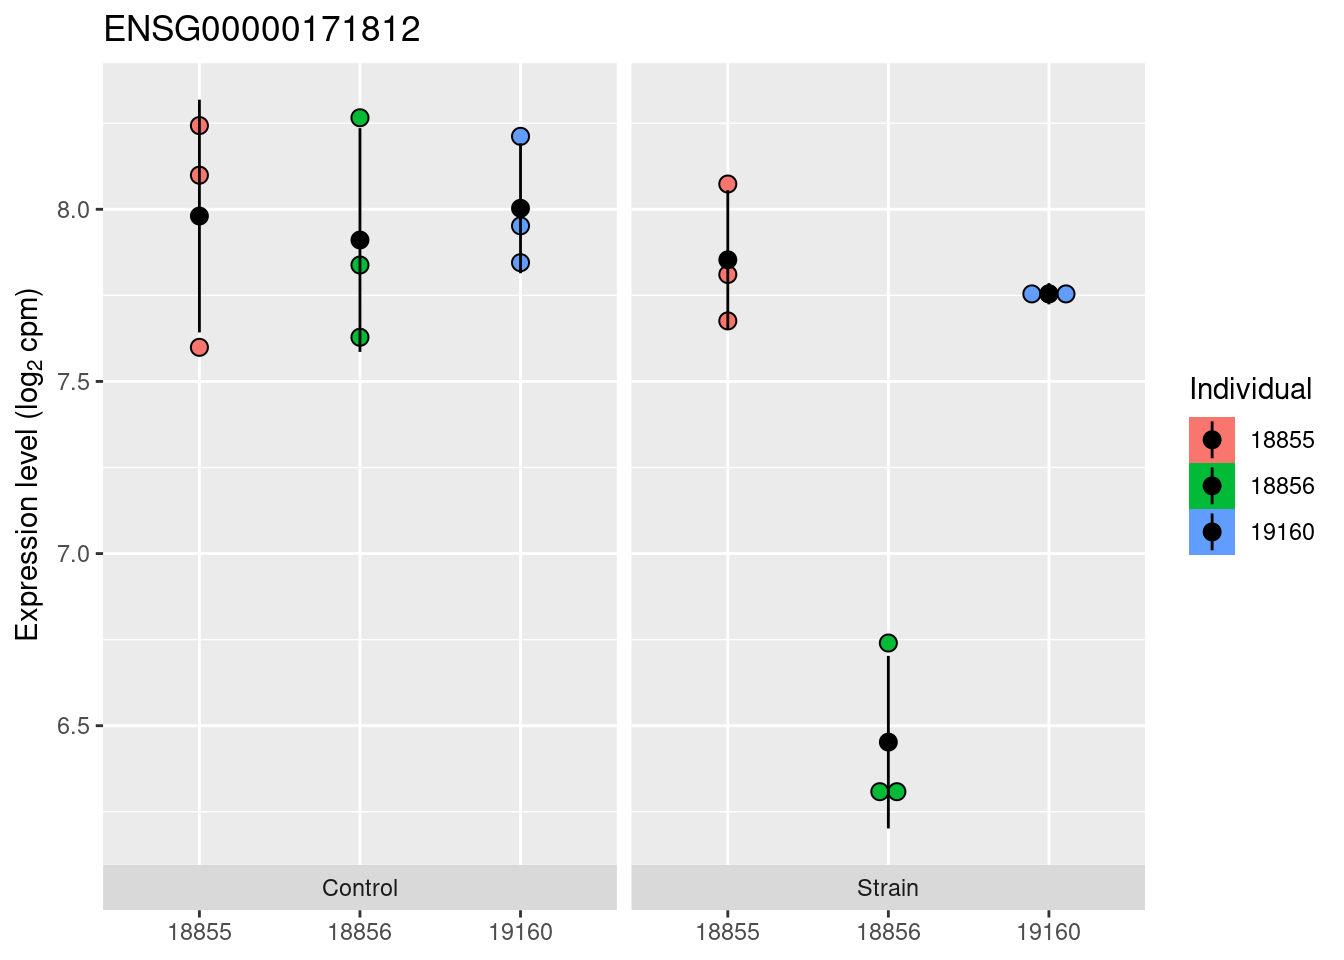 ENSG00000171812
Expression level (log₂ cpm)
8.0
7.5
7.0
6.5
Control
Strain
18855
18856
19160
18855
18856
19160
Individual
18855
18856
19160